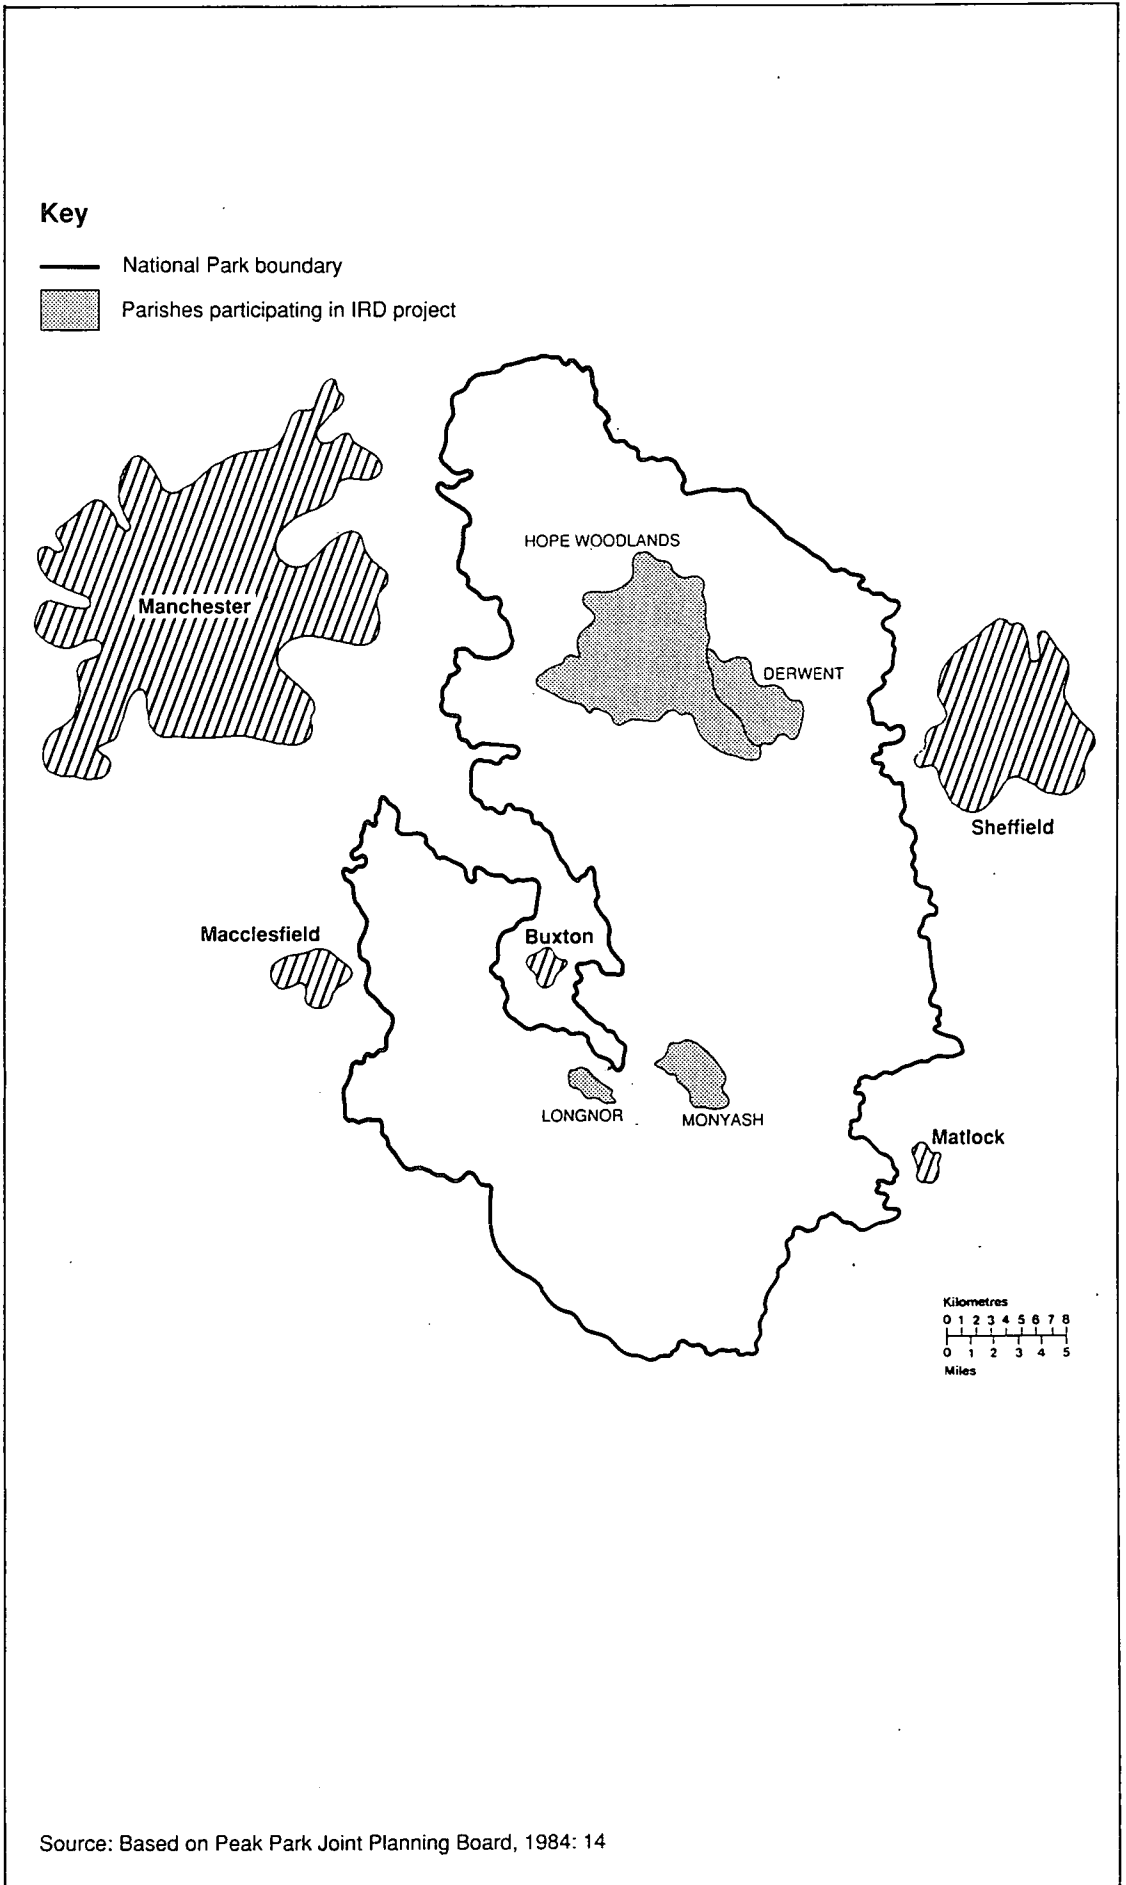 Key
National Park boundary
Parishes participating in IRD project
HOPE WOODLANDS
Manchester
DERWENT
Sheffield
Macclesfield
Buxton
LONGNOR
MONYASH
Matlock
Kilometres
0 1 2 3 4 5 6 7 8
0 1 2 3 4 5
Miles
Source: Based on Peak Park Joint Planning Board, 1984: 14